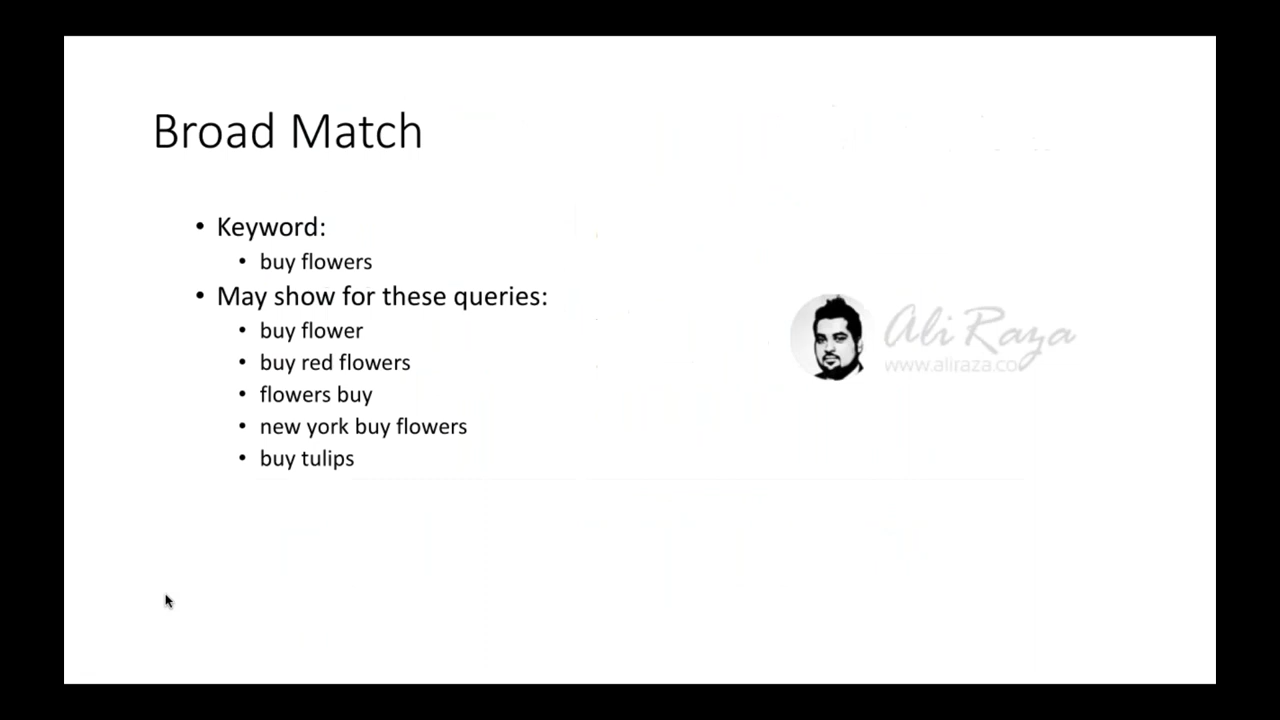 Broad Match
• Keyword:
• buy flowers
• May show for these queries:
• buy flower
• buy red flowers
• flowers buy
• new york buy flowers
• buy tulips
Ali Raza
www.aliraza.co